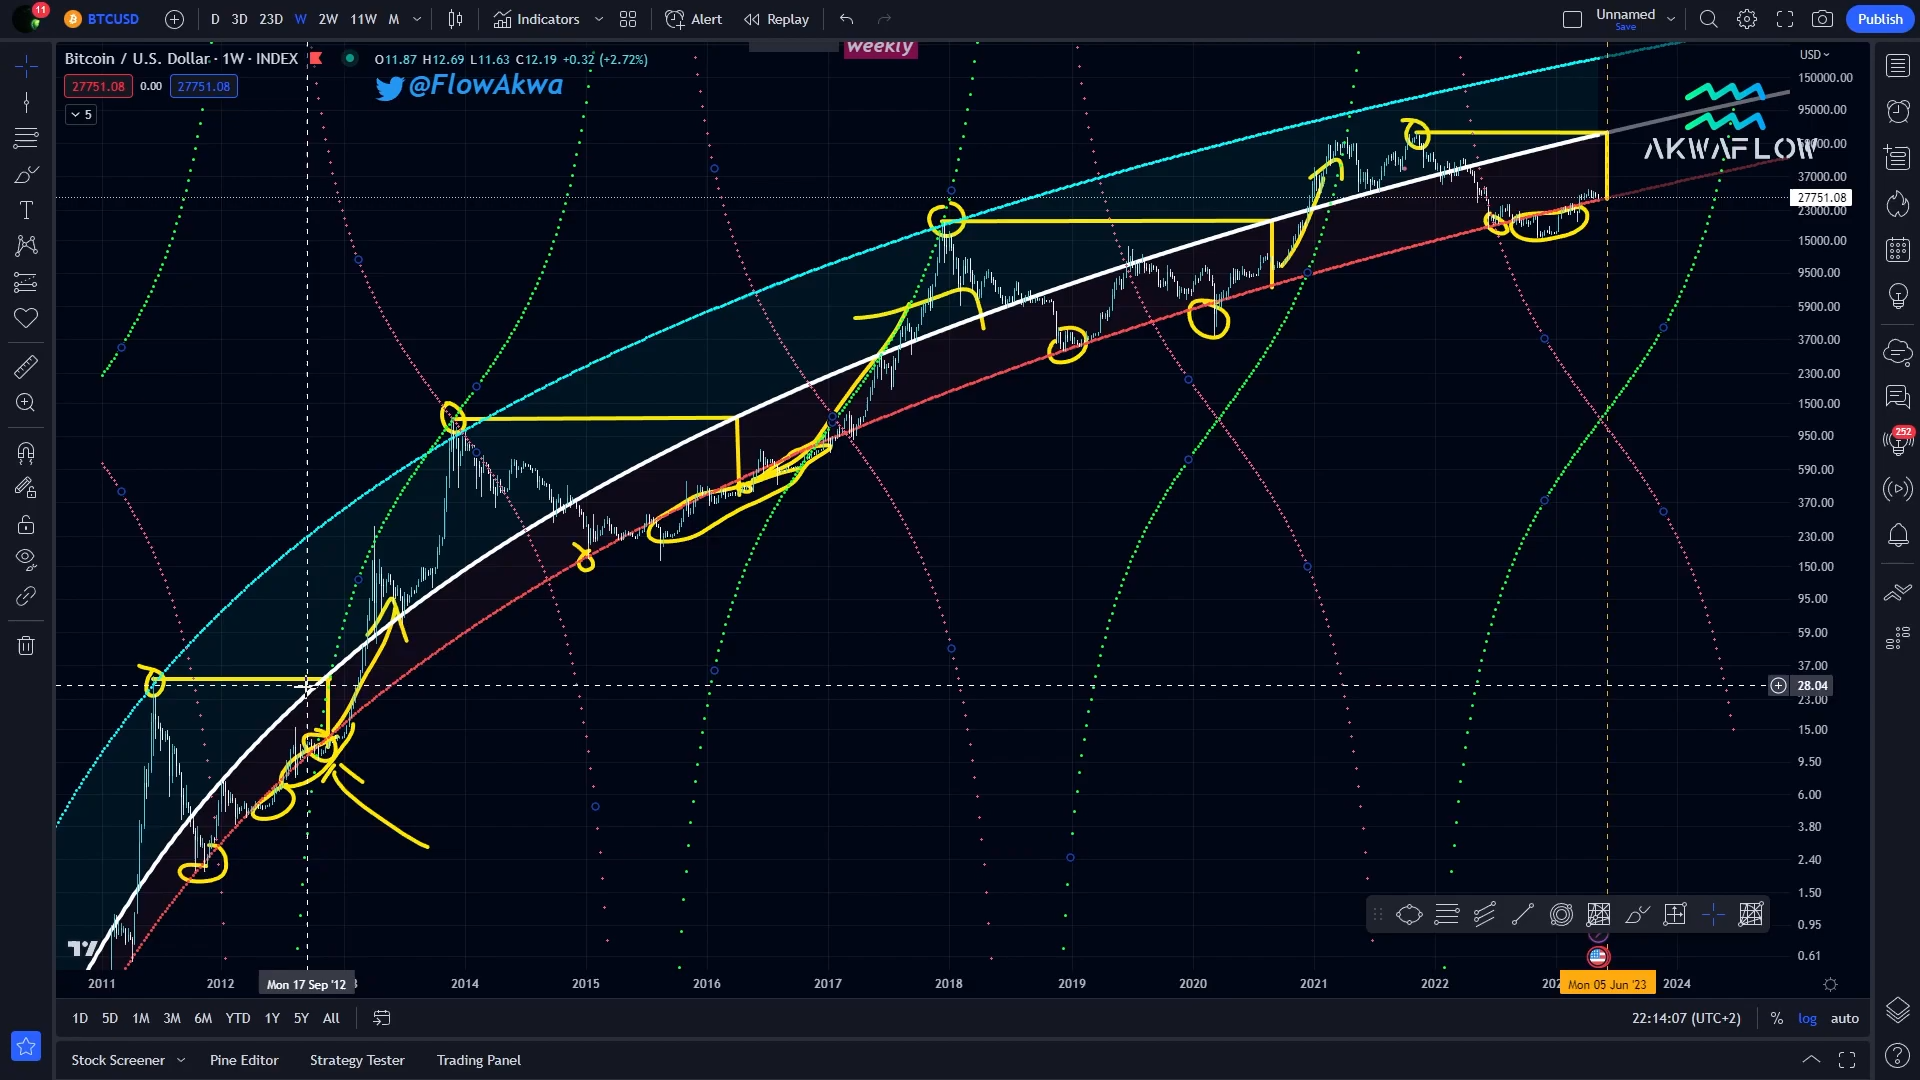 11
BTCUSD
D 3D 23D W 2W 11W M
Indicators
Alert
Replay
Unnamed
Save
Publish
weekly
Bitcoin / U.S. Dollar · 1W · INDEX
O11.87 H12.69 L11.63 C12.19 +0.32 (+2.72%)
27751.08 0.00 27751.08
5
@FlowAkwa
AKWAFLOW
USD
150000.00
95000.00
37000.00
27751.08
23000.00
15000.00
9500.00
5900.00
3700.00
2300.00
1500.00
950.00
590.00
370.00
230.00
150.00
95.00
59.00
37.00
28.04
23.00
15.00
9.50
6.00
3.80
2.40
1.50
0.95
0.61
252
2011 2012 Mon 17 Sep '12 2014 2015 2016 2017 2018 2019 2020 2021 2022 Mon 05 Jun '23 2024
1D 5D 1M 3M 6M YTD 1Y 5Y All
22:14:07 (UTC+2) % log auto
Stock Screener Pine Editor Strategy Tester Trading Panel